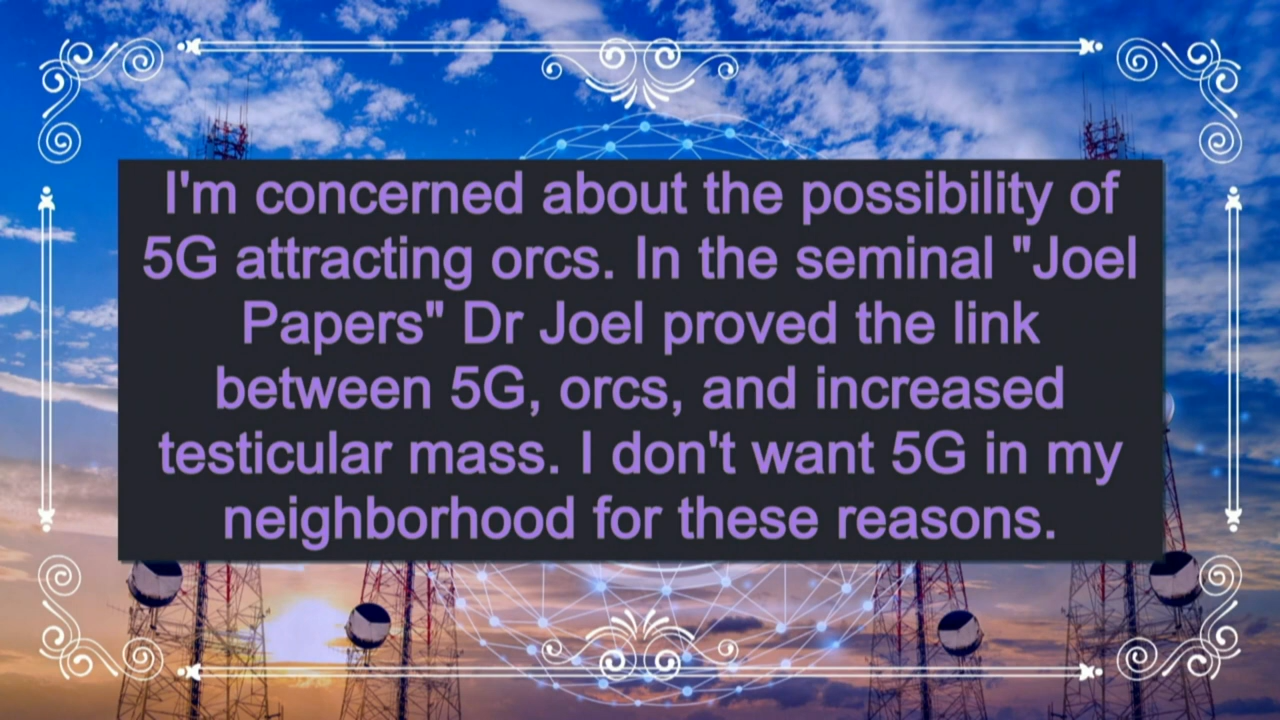 I'm concerned about the possibility of
5G attracting orcs. In the seminal "Joel
Papers" Dr Joel proved the link
between 5G, orcs, and increased
testicular mass. I don't want 5G in my
neighborhood for these reasons.